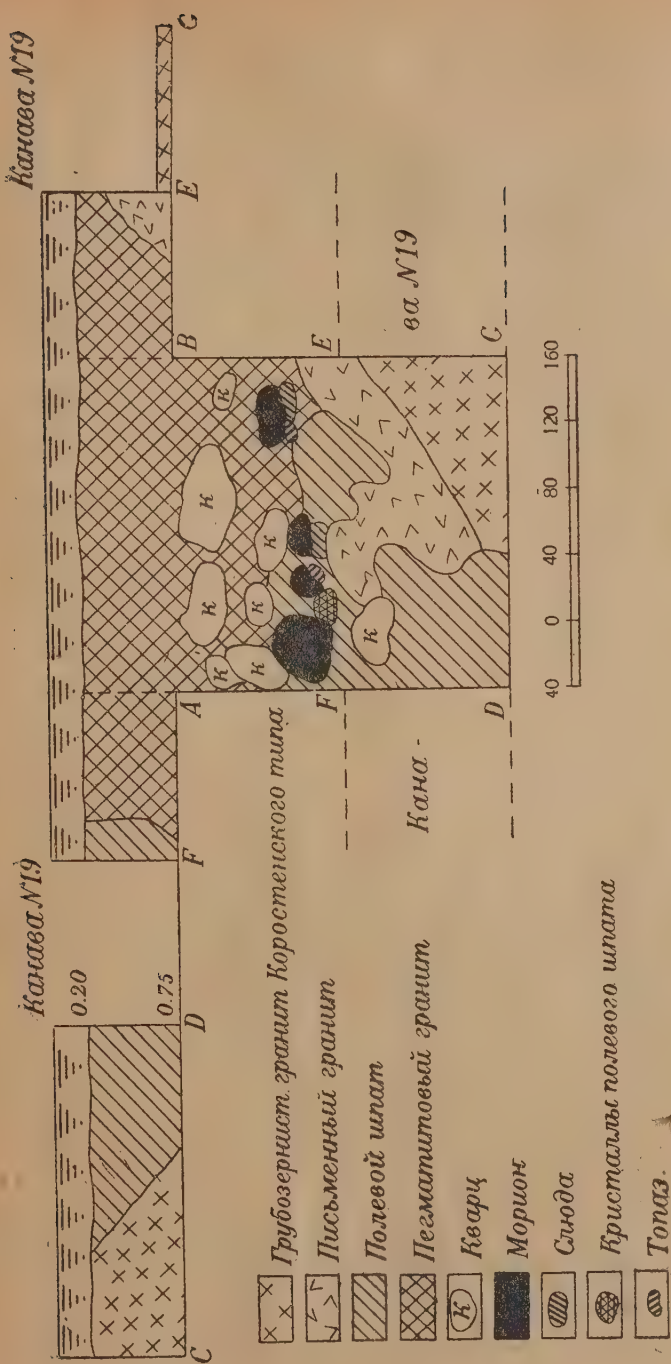 Канава №19
Канава №19
0.20
0.75
C
D
F
A
B
E
G
к
к
к
к
к
к
к
к
F
E
Кана-
ва №19
D
C
40
0
40
80
120
160
Грубозернист. гранит Коростенского типа
Письменный гранит
Полевой шпат
Пегматитовый гранит
к
Кварц
Морион
Слюда
Кристаллы полевого шпата
Топаз.